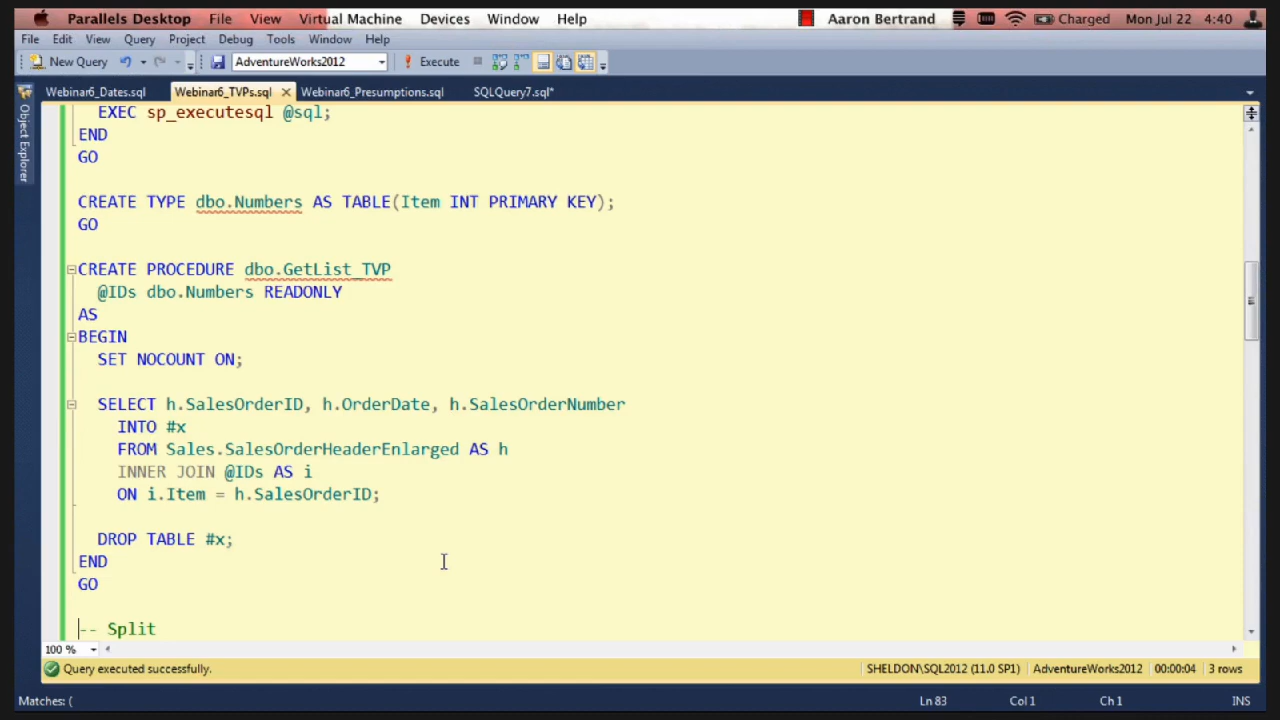 Parallels Desktop File View Virtual Machine Devices Window Help Aaron Bertrand Charged Mon Jul 22 4:40
File Edit View Query Project Debug Tools Window Help
New Query AdventureWorks2012 Execute
Webinar6_Dates.sql Webinar6_TVPs.sql Webinar6_Presumptions.sql SQLQuery7.sql*
Object Explorer
EXEC sp_executesql @sql;
END
GO
CREATE TYPE dbo.Numbers AS TABLE(Item INT PRIMARY KEY);
GO
CREATE PROCEDURE dbo.GetList_TVP
@IDs dbo.Numbers READONLY
AS
BEGIN
SET NOCOUNT ON;
SELECT h.SalesOrderID, h.OrderDate, h.SalesOrderNumber
INTO #x
FROM Sales.SalesOrderHeaderEnlarged AS h
INNER JOIN @IDs AS i
ON i.Item = h.SalesOrderID;
DROP TABLE #x;
END
GO
-- Split
100 %
Query executed successfully. SHELDON\SQL2012 (11.0 SP1) AdventureWorks2012 00:00:04 3 rows
Matches: ( Ln 83 Col 1 Ch 1 INS